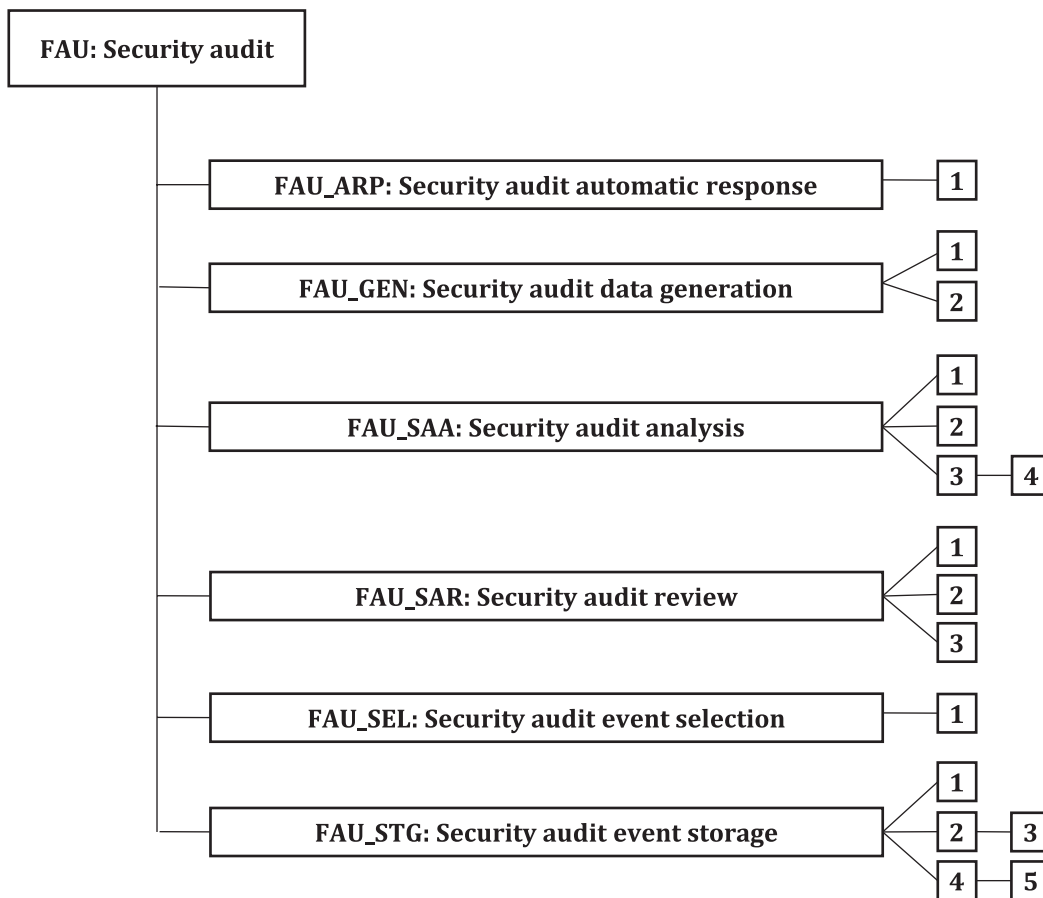 FAU: Security audit
FAU_ARP: Security audit automatic response
1
FAU_GEN: Security audit data generation
1
2
FAU_SAA: Security audit analysis
1
2
3
4
FAU_SAR: Security audit review
1
2
3
FAU_SEL: Security audit event selection
1
FAU_STG: Security audit event storage
1
2
3
4
5